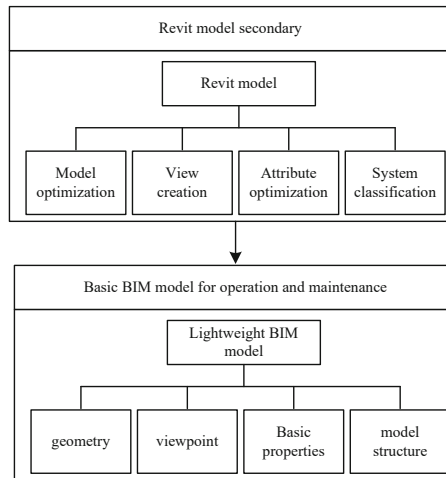 Revit model secondary
Revit model
Model
optimization
View
creation
Attribute
optimization
System
classification
Basic BIM model for operation and maintenance
Lightweight BIM
model
geometry
viewpoint
Basic
properties
model
structure